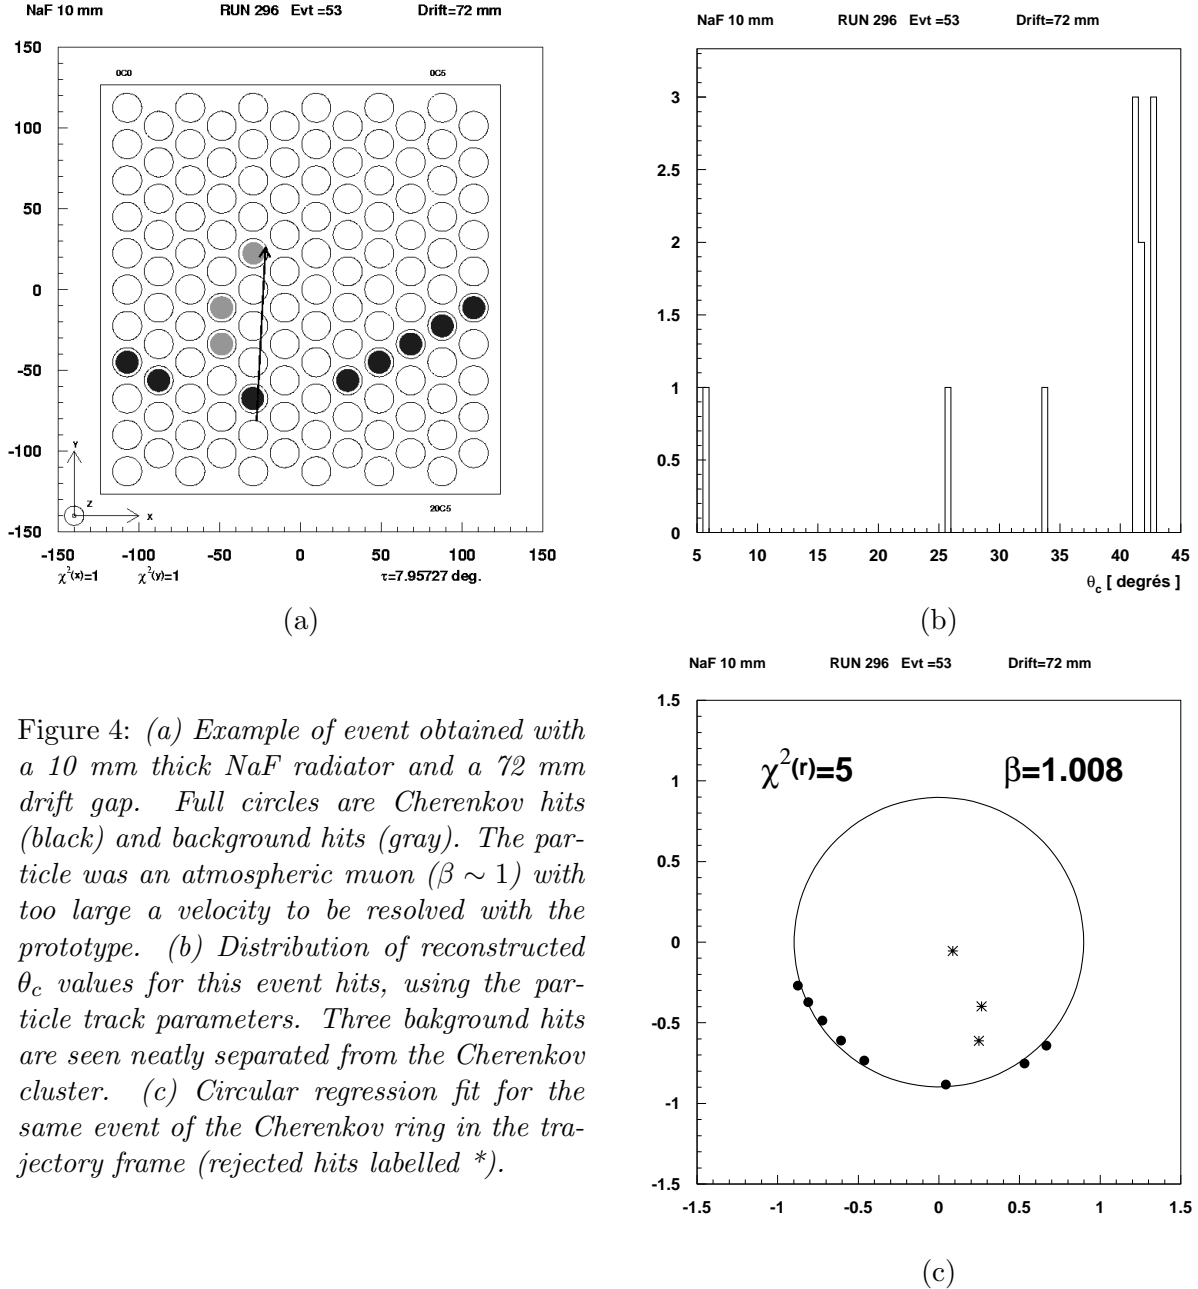 NaF 10 mm RUN 296 Evt =53 Drift=72 mm
0C0 0C5
150
100
50
0
-50
-100
-150
Y
Z
X
20C5
-150 -100 -50 0 50 100 150
χ²(x)=1 χ²(y)=1 τ=7.95727 deg.
(a)
NaF 10 mm RUN 296 Evt =53 Drift=72 mm
3
2.5
2
1.5
1
0.5
0
5 10 15 20 25 30 35 40 45
θc [ degrés ]
(b)
Figure 4: (a) Example of event obtained with
a 10 mm thick NaF radiator and a 72 mm
drift gap. Full circles are Cherenkov hits
(black) and background hits (gray). The par-
ticle was an atmospheric muon (β ∼ 1) with
too large a velocity to be resolved with the
prototype. (b) Distribution of reconstructed
θc values for this event hits, using the par-
ticle track parameters. Three bakground hits
are seen neatly separated from the Cherenkov
cluster. (c) Circular regression fit for the
same event of the Cherenkov ring in the tra-
jectory frame (rejected hits labelled *).
NaF 10 mm RUN 296 Evt =53 Drift=72 mm
χ²(r)=5 β=1.008
1.5
1
0.5
0
-0.5
-1
-1.5
-1.5 -1 -0.5 0 0.5 1 1.5
(c)